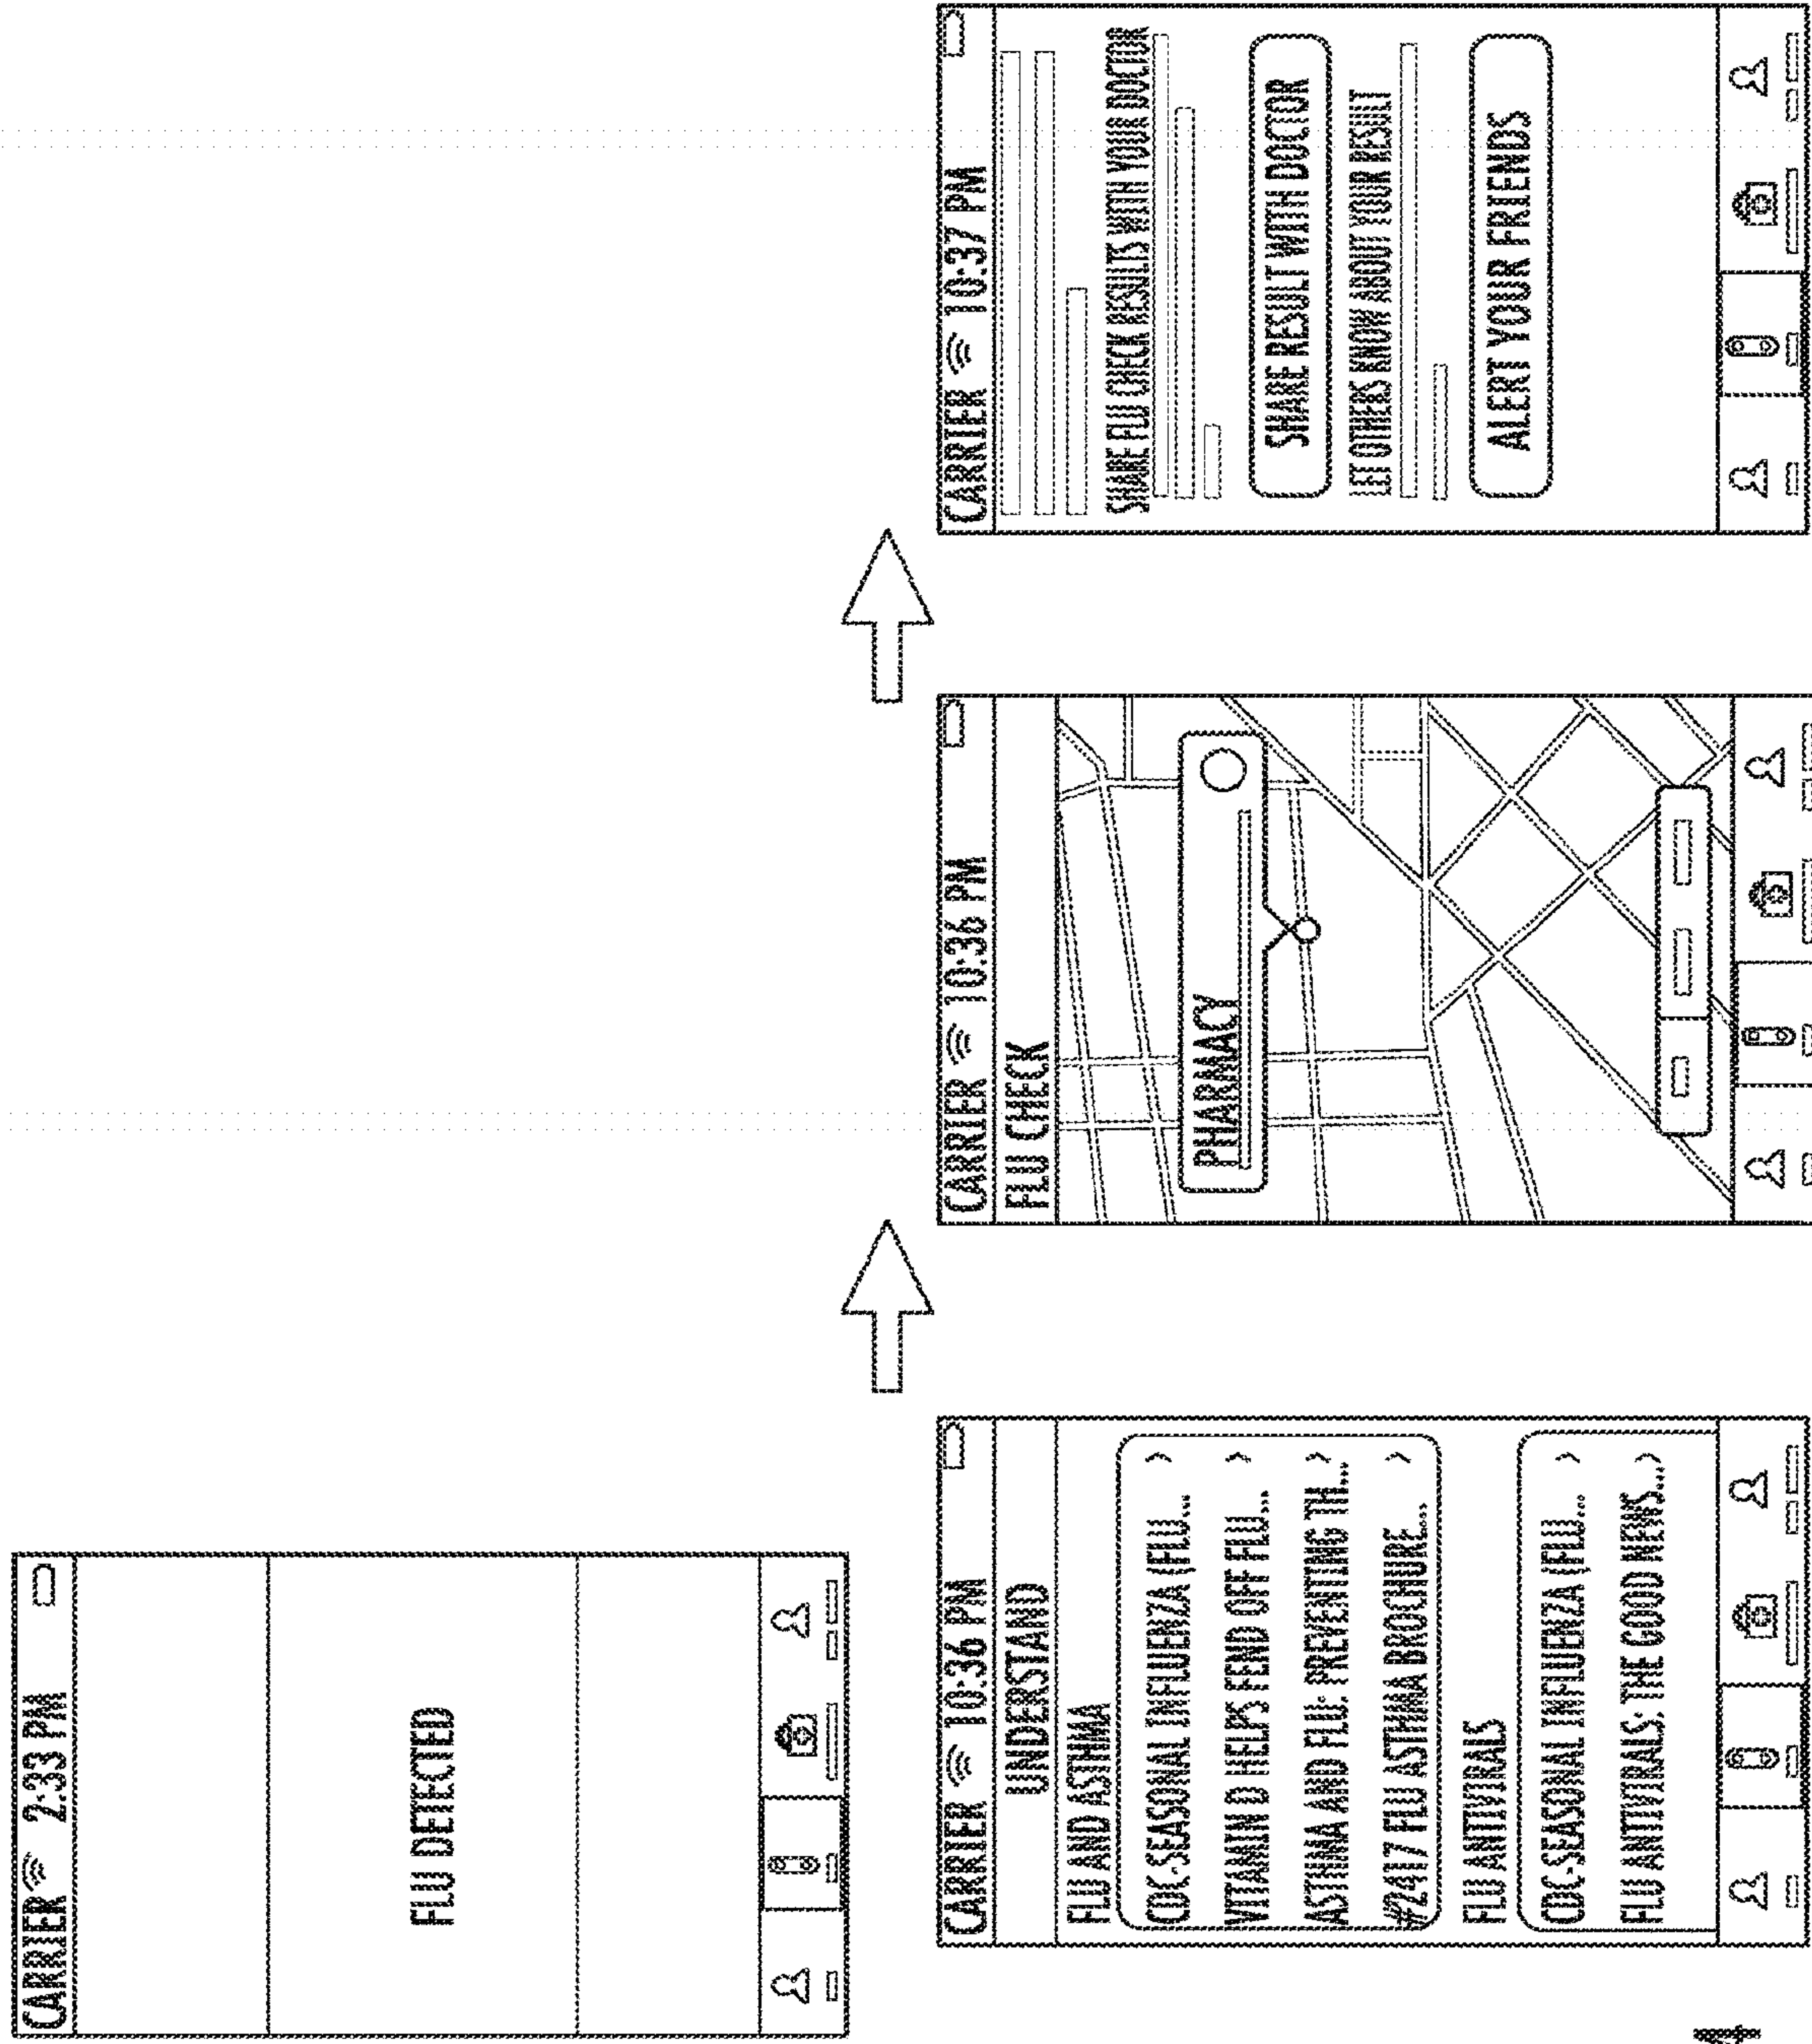 CARRIER 2:33 PM
FLU DETECTED
CARRIER 10:36 PM
UNDERSTAND
FLU AND ASTHMA
CDC-SEASONAL INFLUENZA (FLU... >
VITAMIN D HELPS FEND OFF FLU... >
ASTHMA AND FLU: PREVENTING TH... >
#2417 FLU ASTHMA BROCHURE... >
FLU ANTIVIRALS
CDC-SEASONAL INFLUENZA (FLU... >
FLU ANTIVIRALS: THE GOOD NEWS... >
CARRIER 10:36 PM
FLU CHECK
PHARMACY
CARRIER 10:37 PM
SHARE FLU CHECK RESULTS WITH YOUR DOCTOR
SHARE RESULT WITH DOCTOR
LET OTHERS KNOW ABOUT YOUR RESULT
ALERT YOUR FRIENDS